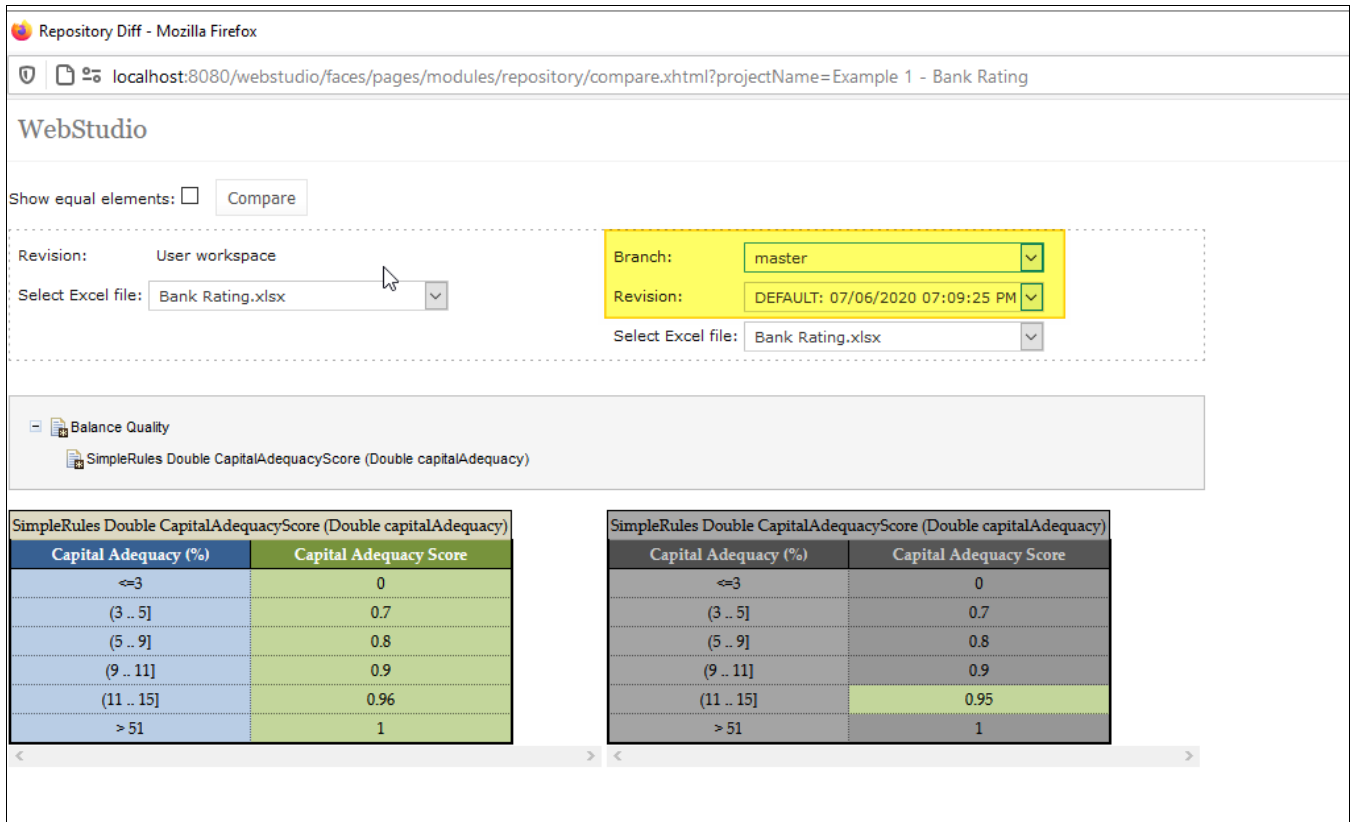 Repository Diff - Mozilla Firefox
localhost:8080/webstudio/faces/pages/modules/repository/compare.xhtml?projectName=Example 1 - Bank Rating
WebStudio
Show equal elements: Compare
Revision: User workspace
Select Excel file: Bank Rating.xlsx
Branch: master
Revision: DEFAULT: 07/06/2020 07:09:25 PM
Select Excel file: Bank Rating.xlsx
Balance Quality
SimpleRules Double CapitalAdequacyScore (Double capitalAdequacy)
SimpleRules Double CapitalAdequacyScore (Double capitalAdequacy)
Capital Adequacy (%) Capital Adequacy Score
<=3 0
(3 .. 5] 0.7
(5 .. 9] 0.8
(9 .. 11] 0.9
(11 .. 15] 0.96
> 51 1
SimpleRules Double CapitalAdequacyScore (Double capitalAdequacy)
Capital Adequacy (%) Capital Adequacy Score
<=3 0
(3 .. 5] 0.7
(5 .. 9] 0.8
(9 .. 11] 0.9
(11 .. 15] 0.95
> 51 1